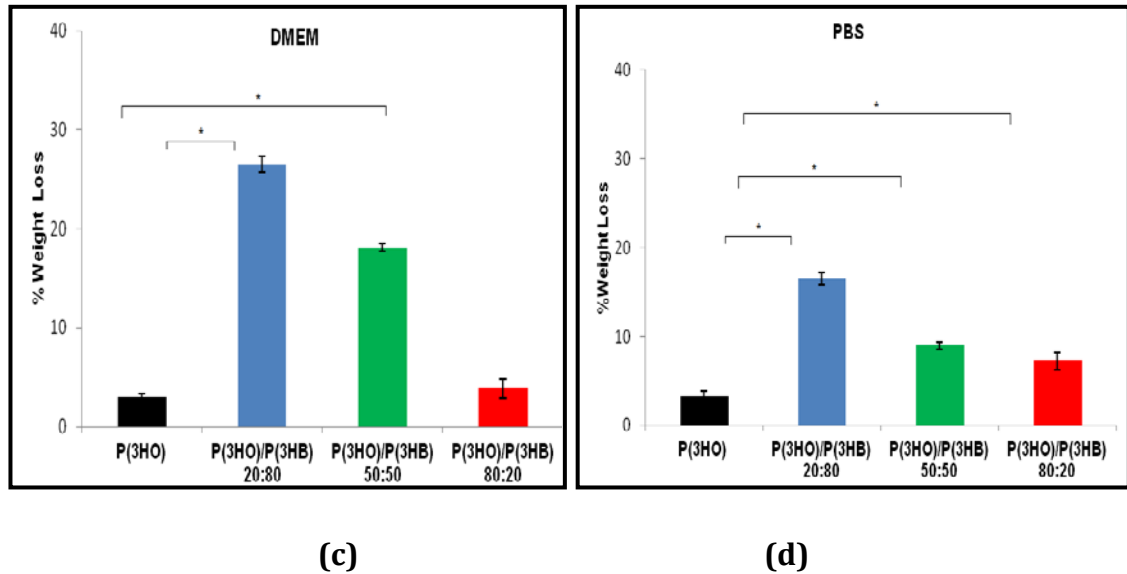 DMEM
40
30
20
10
0
% Weight Loss
*
*
P(3HO)
P(3HO)/P(3HB)
20:80
P(3HO)/P(3HB)
50:50
P(3HO)/P(3HB)
80:20
(c)
PBS
40
30
20
10
0
%Weight Loss
*
*
*
P(3HO)
P(3HO)/P(3HB)
20:80
P(3HO)/P(3HB)
50:50
P(3HO)/P(3HB)
80:20
(d)